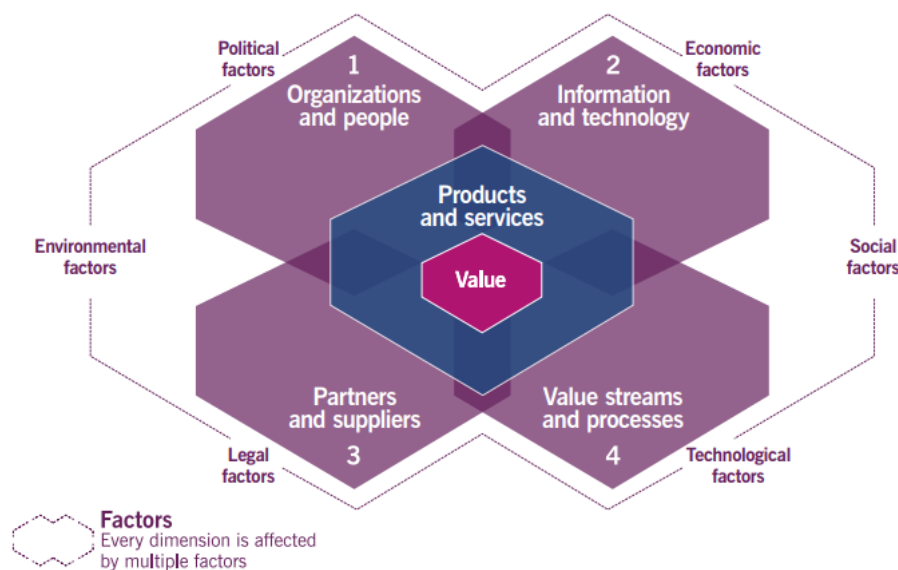 Political
factors
Economic
factors
1
Organizations
and people
2
Information
and technology
Products
and services
Environmental
factors
Value
Social
factors
Partners
and suppliers
3
Value streams
and processes
4
Legal
factors
Technological
factors
Factors
Every dimension is affected
by multiple factors